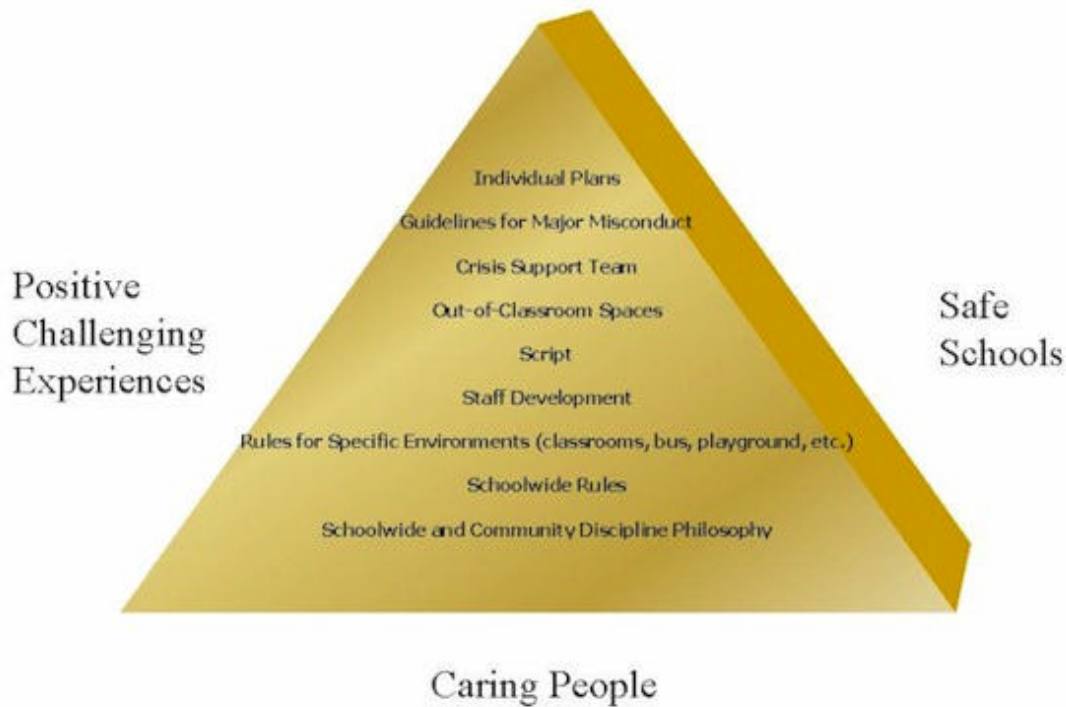 Individual Plans
Guidelines for Major Misconduct
Crisis Support Team
Out-of-Classroom Spaces
Script
Staff Development
Rules for Specific Environments (classrooms, bus, playground, etc.)
Schoolwide Rules
Schoolwide and Community Discipline Philosophy
Positive
Challenging
Experiences
Safe
Schools
Caring People